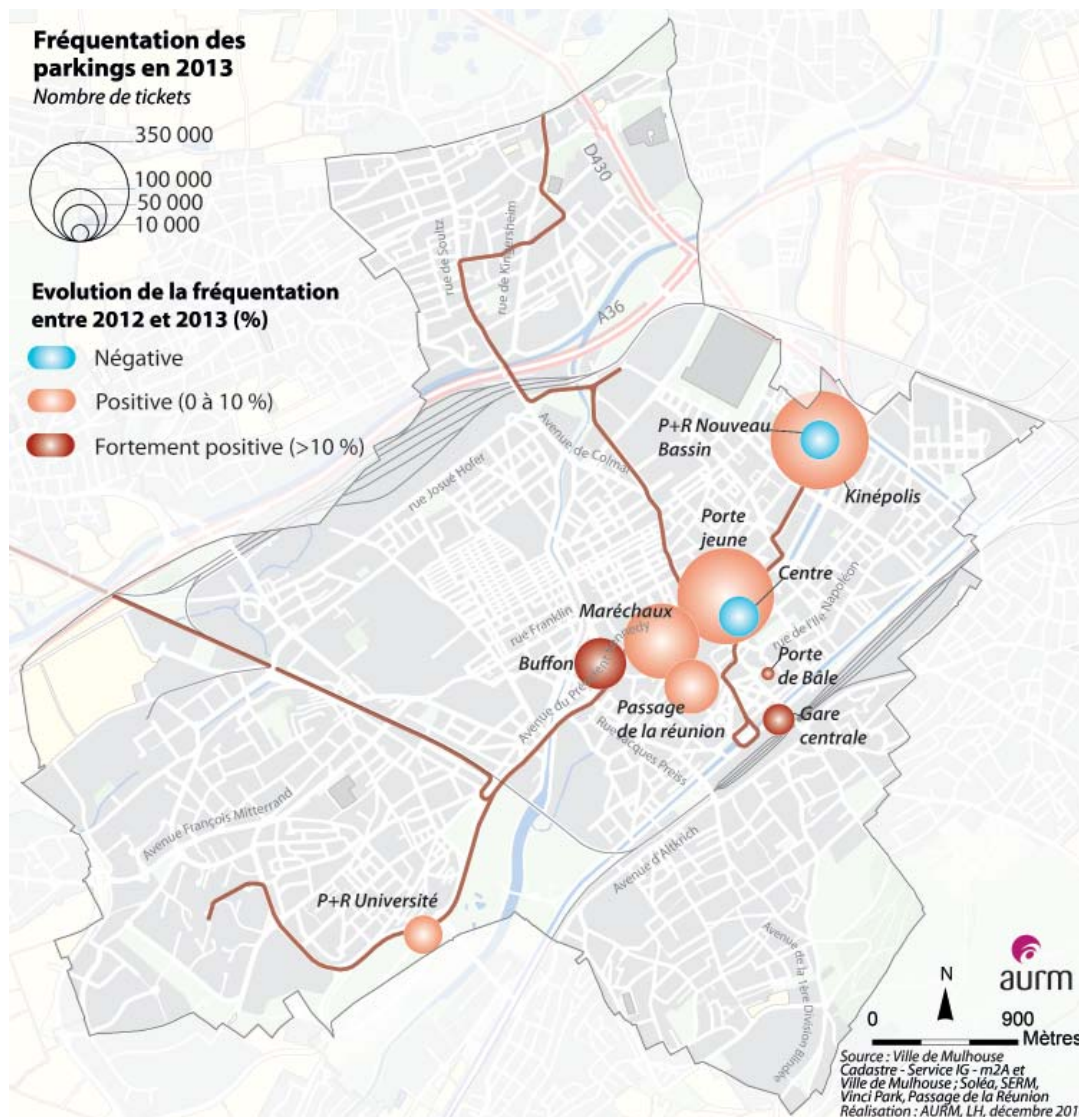 Fréquentation des
parkings en 2013
Nombre de tickets
350 000
100 000
50 000
10 000
Evolution de la fréquentation
entre 2012 et 2013 (%)
Négative
Positive (0 à 10 %)
Fortement positive (>10 %)
D430
rue de Soultz
rue de Kingersheim
A36
Avenue de Colmar
rue Josué Hofer
P+R Nouveau
Bassin
Kinépolis
Porte
jeune
Centre
rue de l'Ile Napoléon
Maréchaux
rue Franklin
Buffon
Avenue du Président Kennedy
Porte
de Bâle
Passage
de la réunion
Gare
centrale
Rue Jacques Preiss
Avenue François Mitterrand
Avenue d'Altkirch
P+R Université
Avenue de la 1ère Division Blindée
aurm
N
0
900
Mètres
Source : Ville de Mulhouse
Cadastre - Service IG - m2A et
Ville de Mulhouse ; Soléa, SERM,
Vinci Park, Passage de la Réunion
Réalisation : AURM, LH, décembre 201